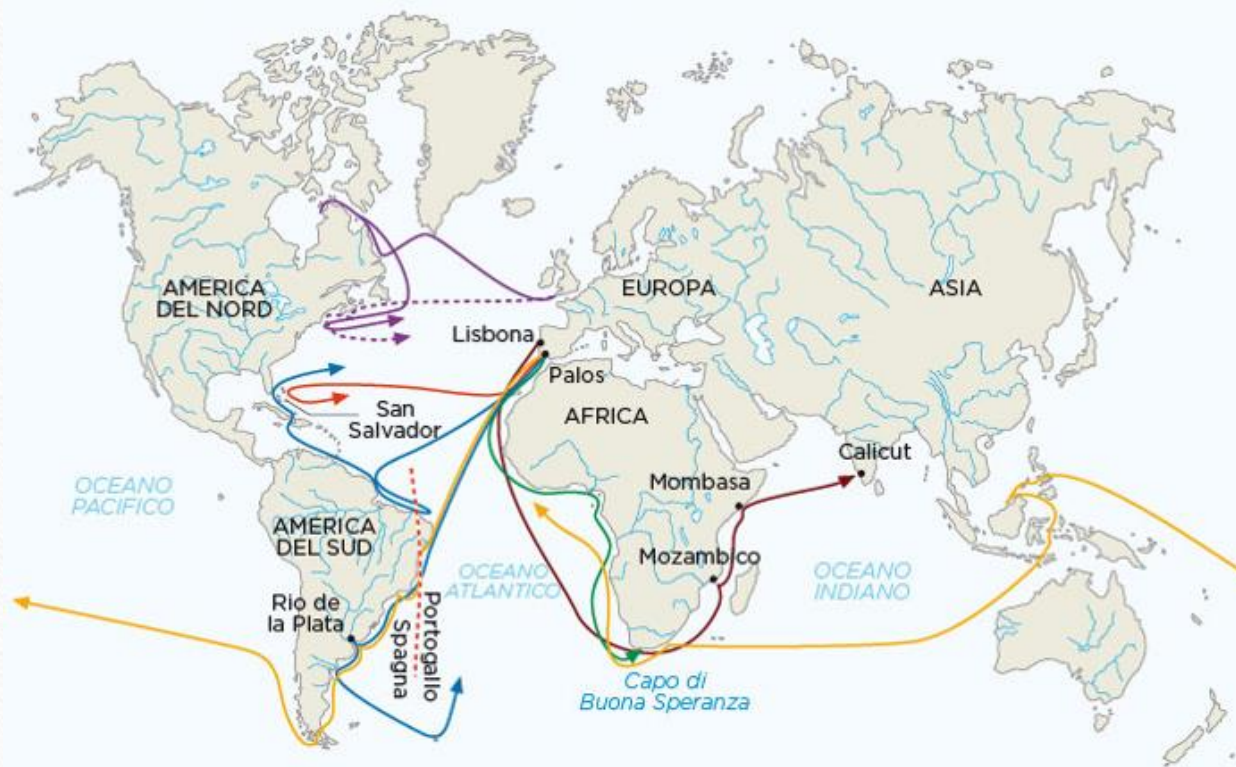 AMERICA
DEL NORD
EUROPA
ASIA
Lisbona
Palos
San
Salvador
AFRICA
Calicut
Mombasa
OCEANO
PACIFICO
AMERICA
DEL SUD
Mozambico
OCEANO
ATLANTICO
OCEANO
INDIANO
Rio de
la Plata
Portogallo
Spagna
Capo di
Buona Speranza